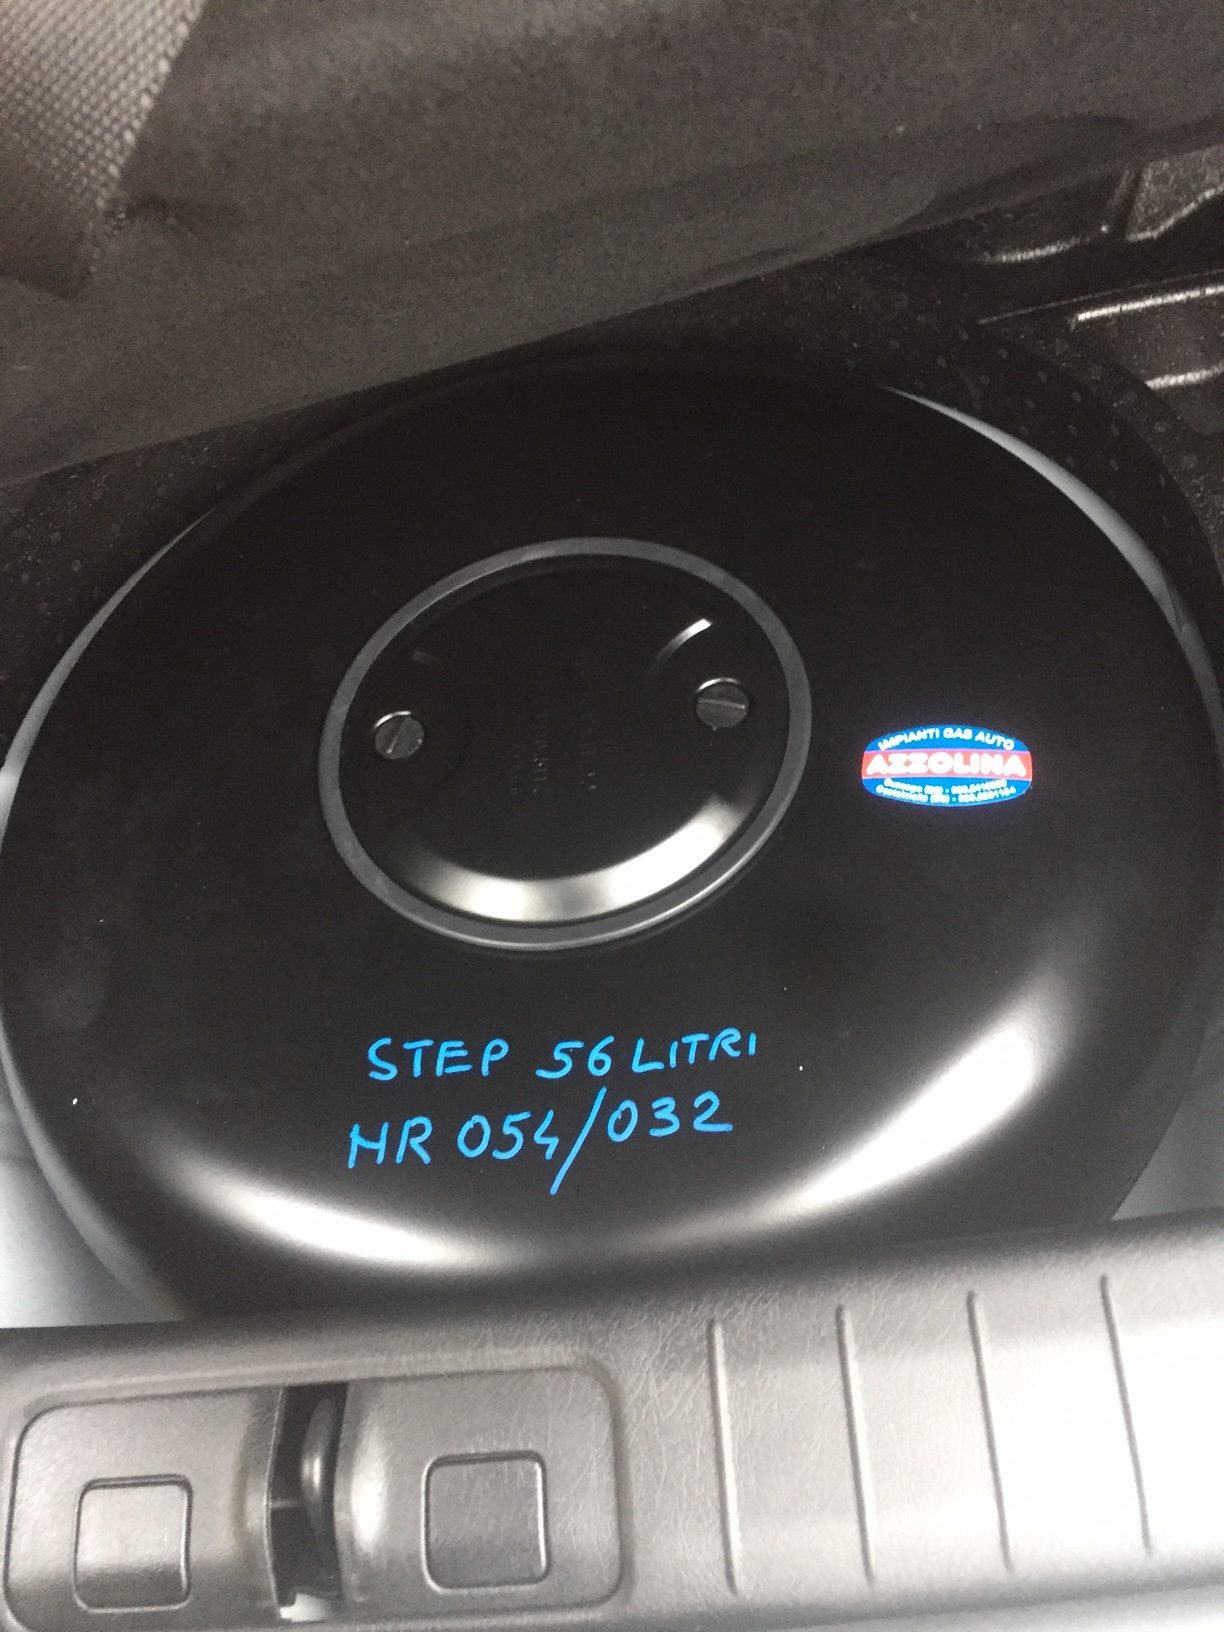 IMPIANTI GAS AUTO
AZZOLINA
STEP 56 LITRI
HR 054/032